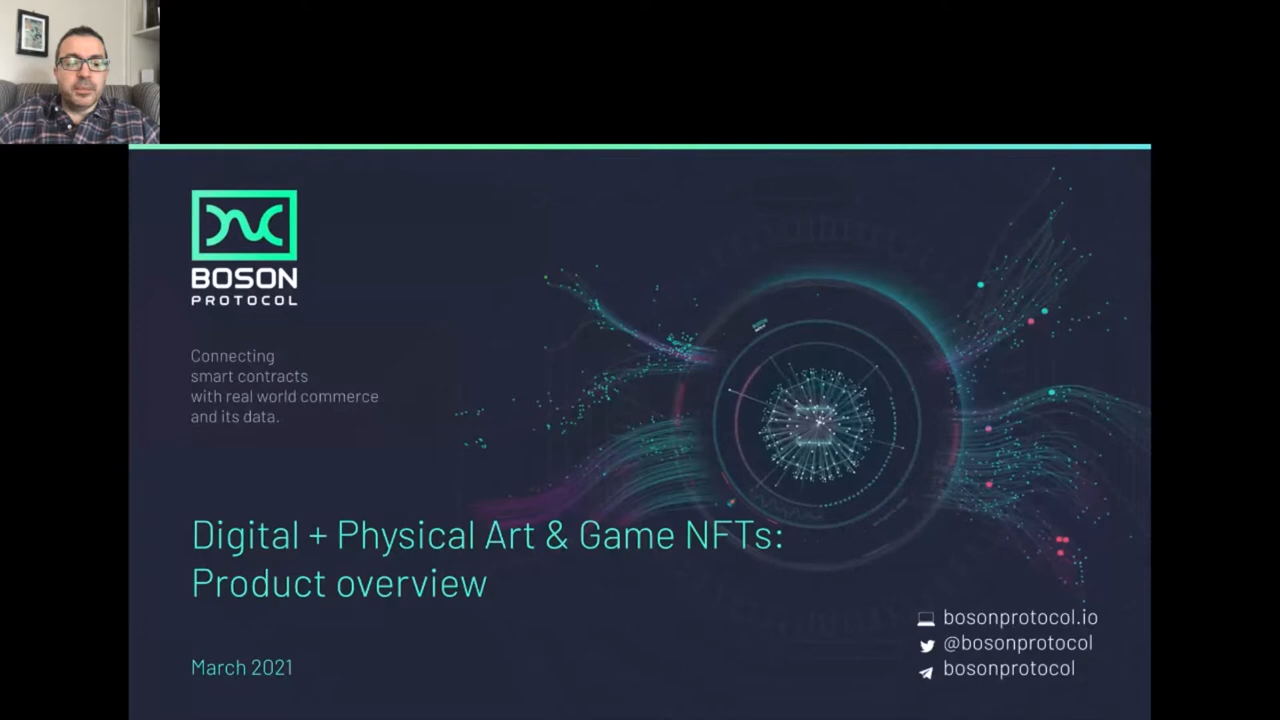 BOSON
PROTOCOL
Connecting
smart contracts
with real world commerce
and its data.
Digital + Physical Art & Game NFTs:
Product overview
March 2021
bosonprotocol.io
@bosonprotocol
bosonprotocol